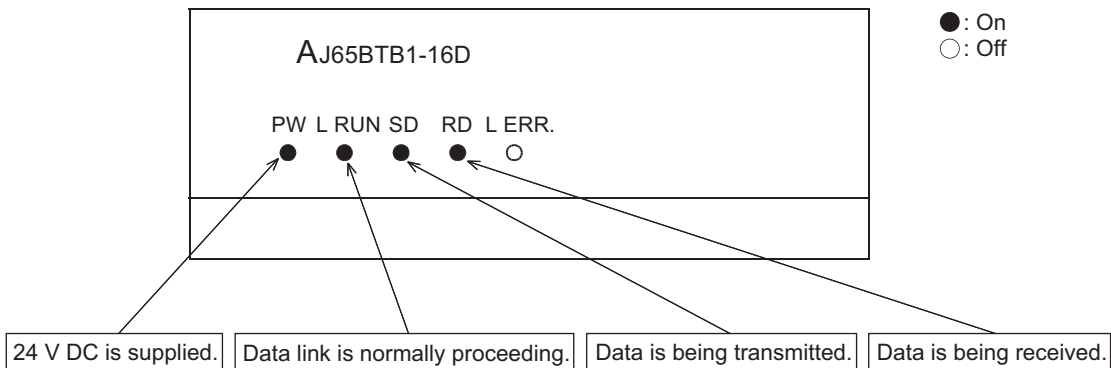 AJ65BTB1-16D
●: On
○: Off
PW L RUN SD RD L ERR.
24 V DC is supplied.
Data link is normally proceeding.
Data is being transmitted.
Data is being received.